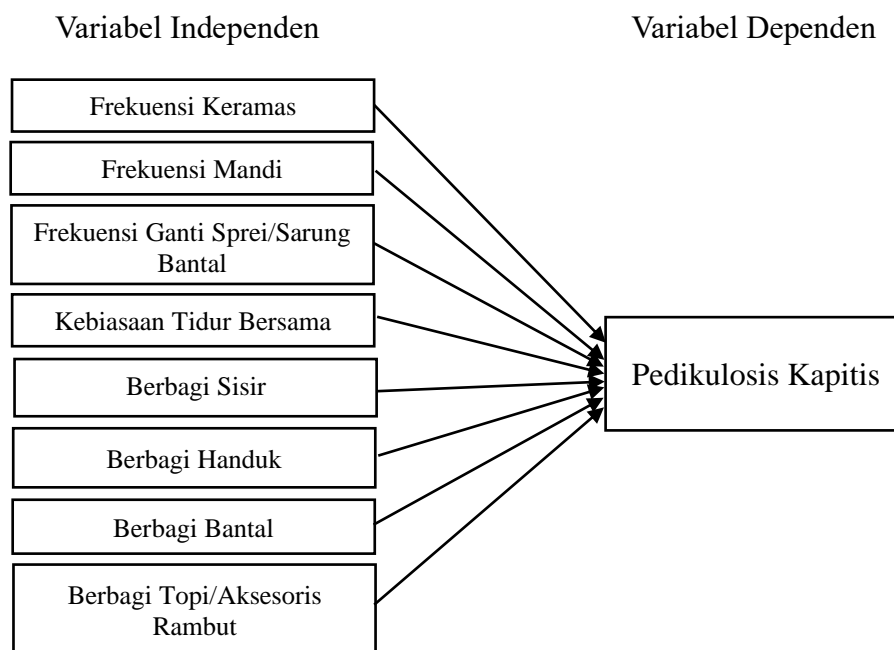 Variabel Independen
Variabel Dependen
Frekuensi Keramas
Frekuensi Mandi
Frekuensi Ganti Sprei/Sarung
Bantal
Kebiasaan Tidur Bersama
Berbagi Sisir
Berbagi Handuk
Berbagi Bantal
Berbagi Topi/Aksesoris
Rambut
Pedikulosis Kapitis